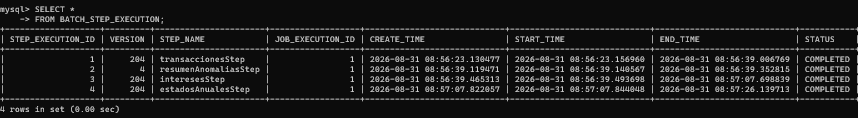 mysql> SELECT *
    -> FROM BATCH_STEP_EXECUTION;
| STEP_EXECUTION_ID | VERSION | STEP_NAME | JOB_EXECUTION_ID | CREATE_TIME | START_TIME | END_TIME | STATUS
| 1 | 204 | transaccionesStep | 1 | 2026-08-31 08:56:23.130477 | 2026-08-31 08:56:23.156960 | 2026-08-31 08:56:39.006769 | COMPLETED
| 2 | 4 | resumenAnomaliasStep | 1 | 2026-08-31 08:56:39.119471 | 2026-08-31 08:56:39.140567 | 2026-08-31 08:56:39.352815 | COMPLETED
| 3 | 204 | interesesStep | 1 | 2026-08-31 08:56:39.465313 | 2026-08-31 08:56:39.493698 | 2026-08-31 08:57:07.698839 | COMPLETED
| 4 | 204 | estadosAnualesStep | 1 | 2026-08-31 08:57:07.822057 | 2026-08-31 08:57:07.844048 | 2026-08-31 08:57:26.139713 | COMPLETED
4 rows in set (0.00 sec)